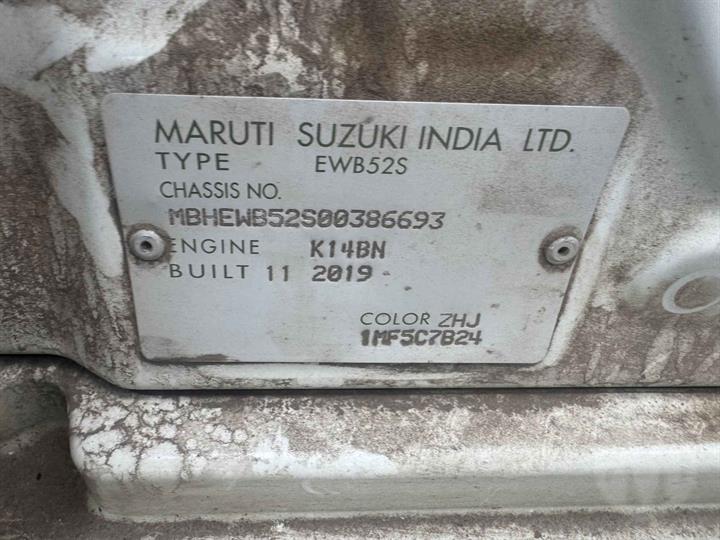 MARUTI SUZUKI INDIA LTD.
TYPE EWB52S
CHASSIS NO.
MBHEWB52S00386693
ENGINE K14BN
BUILT 11 2019
COLOR ZHJ
1MF5C7B24